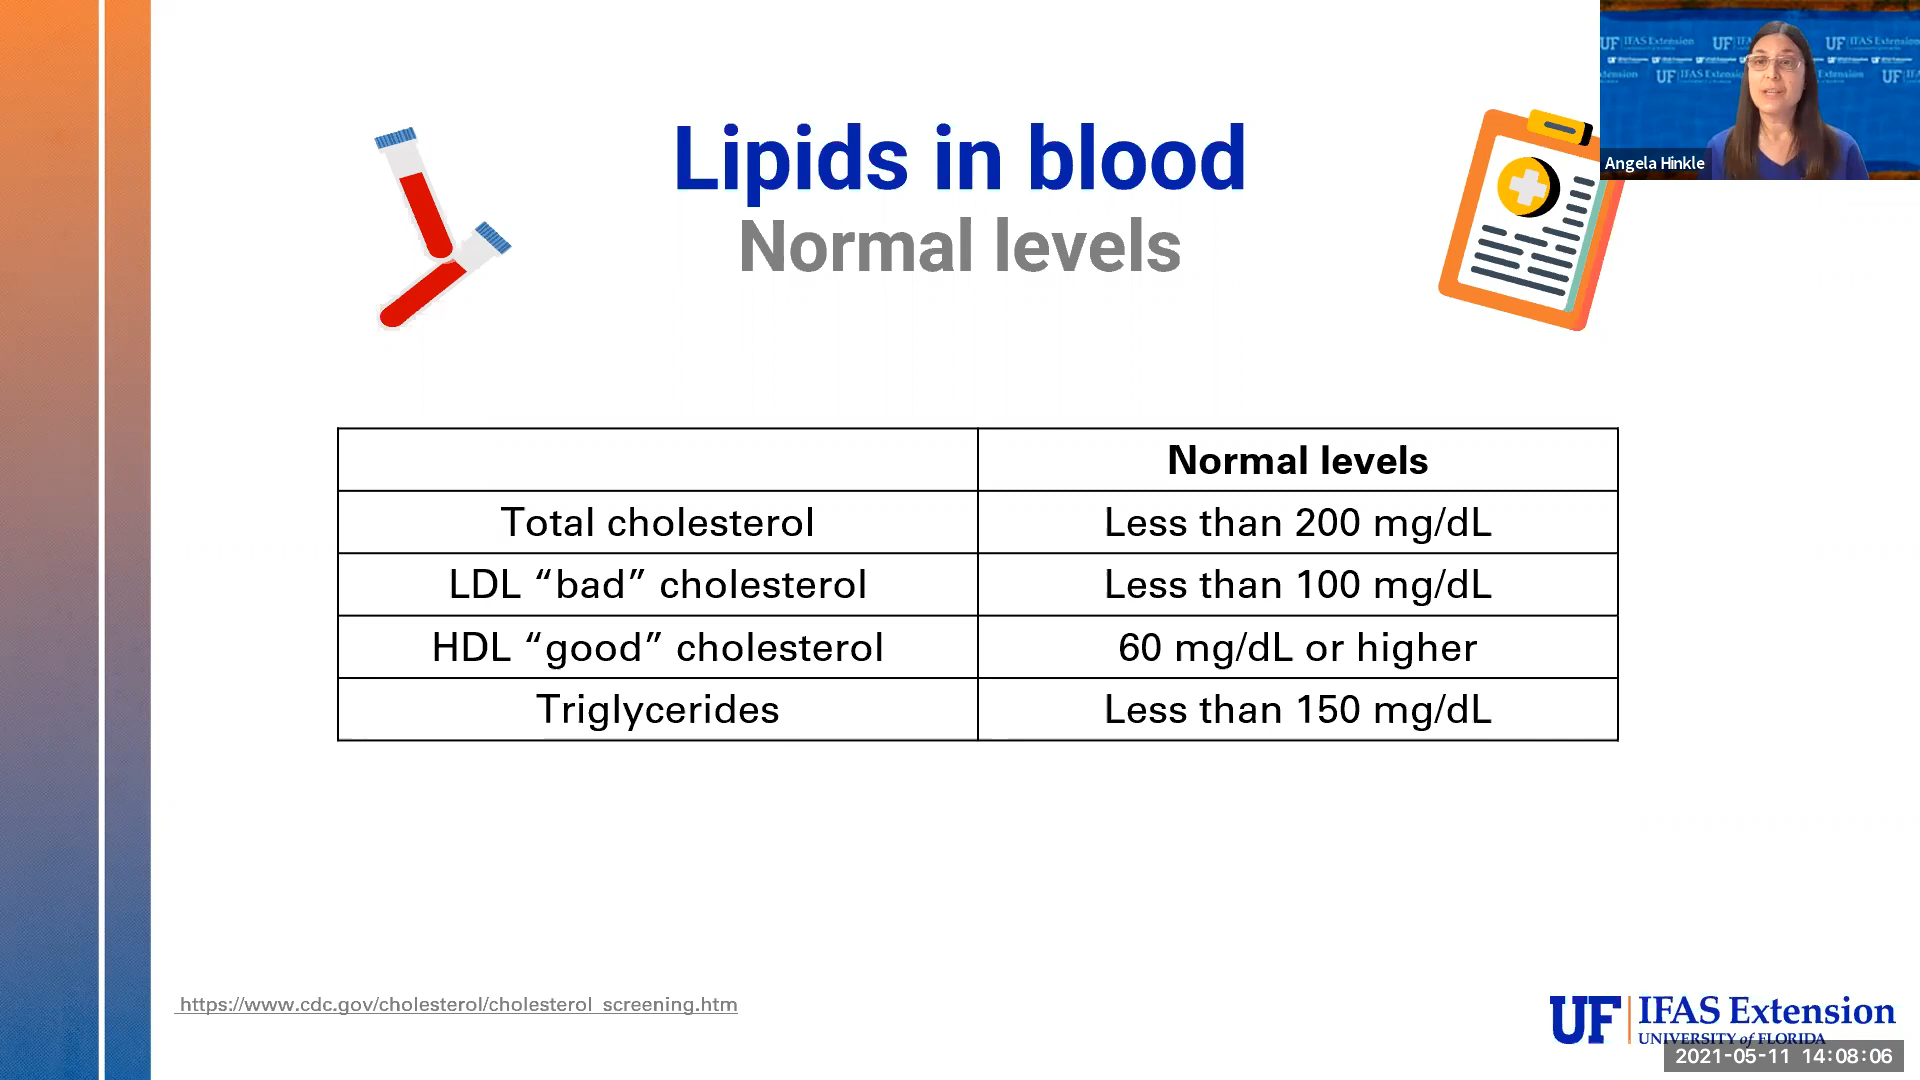 Lipids in blood
Normal levels
Angela Hinkle
UF IFAS Extension
Normal levels
Total cholesterol Less than 200 mg/dL
LDL “bad” cholesterol Less than 100 mg/dL
HDL “good” cholesterol 60 mg/dL or higher
Triglycerides Less than 150 mg/dL
https://www.cdc.gov/cholesterol/cholesterol_screening.htm
UF IFAS Extension
UNIVERSITY of FLORIDA
2021-05-11 14:08:06